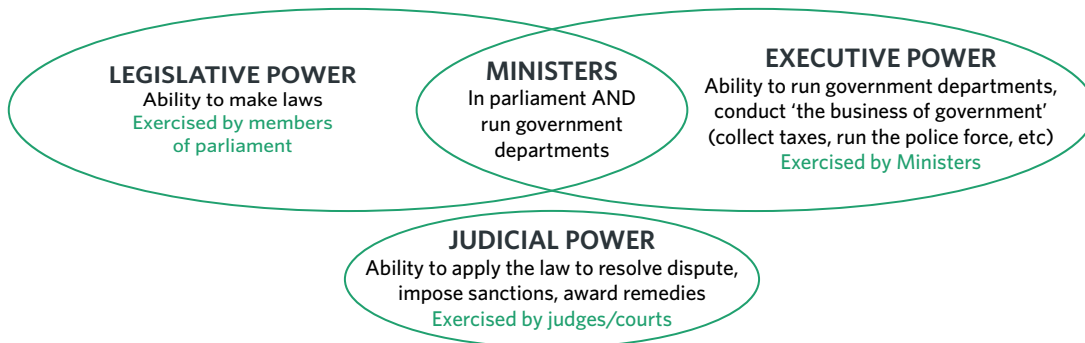 LEGISLATIVE POWER
Ability to make laws
Exercised by members
of parliament
MINISTERS
In parliament AND
run government
departments
EXECUTIVE POWER
Ability to run government departments,
conduct ‘the business of government’
(collect taxes, run the police force, etc)
Exercised by Ministers
JUDICIAL POWER
Ability to apply the law to resolve dispute,
impose sanctions, award remedies
Exercised by judges/courts